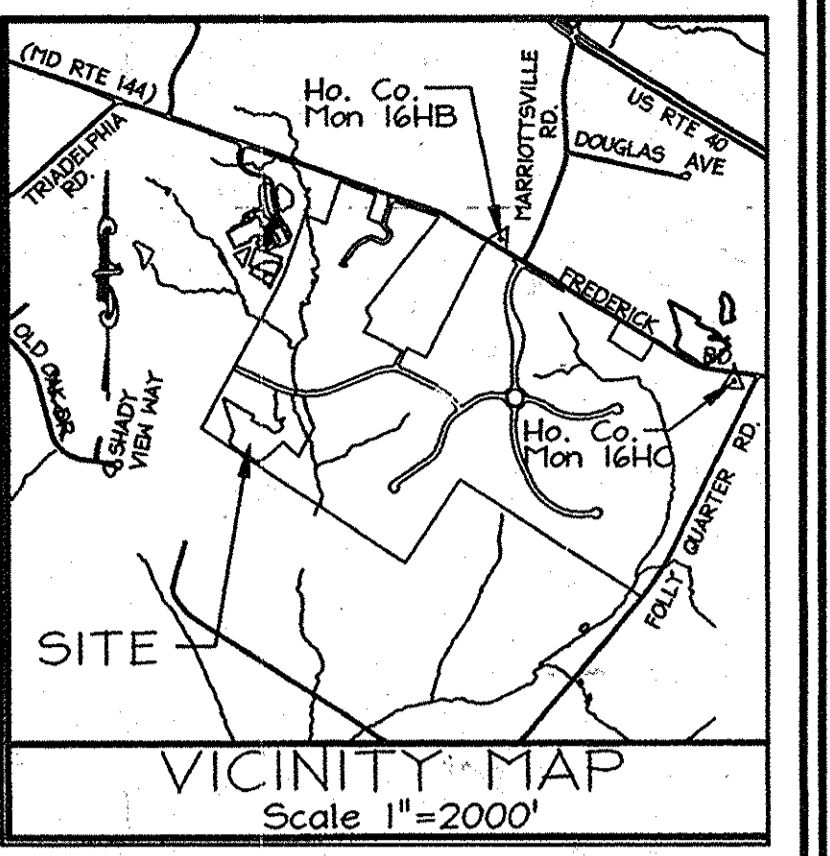 (MD RTE 144)
TRIADELPHIA
RD.
Ho. Co.
Mon 16HB
MARRIOTTSVILLE
RD.
US RTE 40
DOUGLAS AVE
FREDERICK
RD
OLD OAK DR
SHADY
VIEW WAY
Ho. Co.
Mon 16HC
FOLLY QUARTER RD.
SITE
VICINITY MAP
Scale 1"=2000'